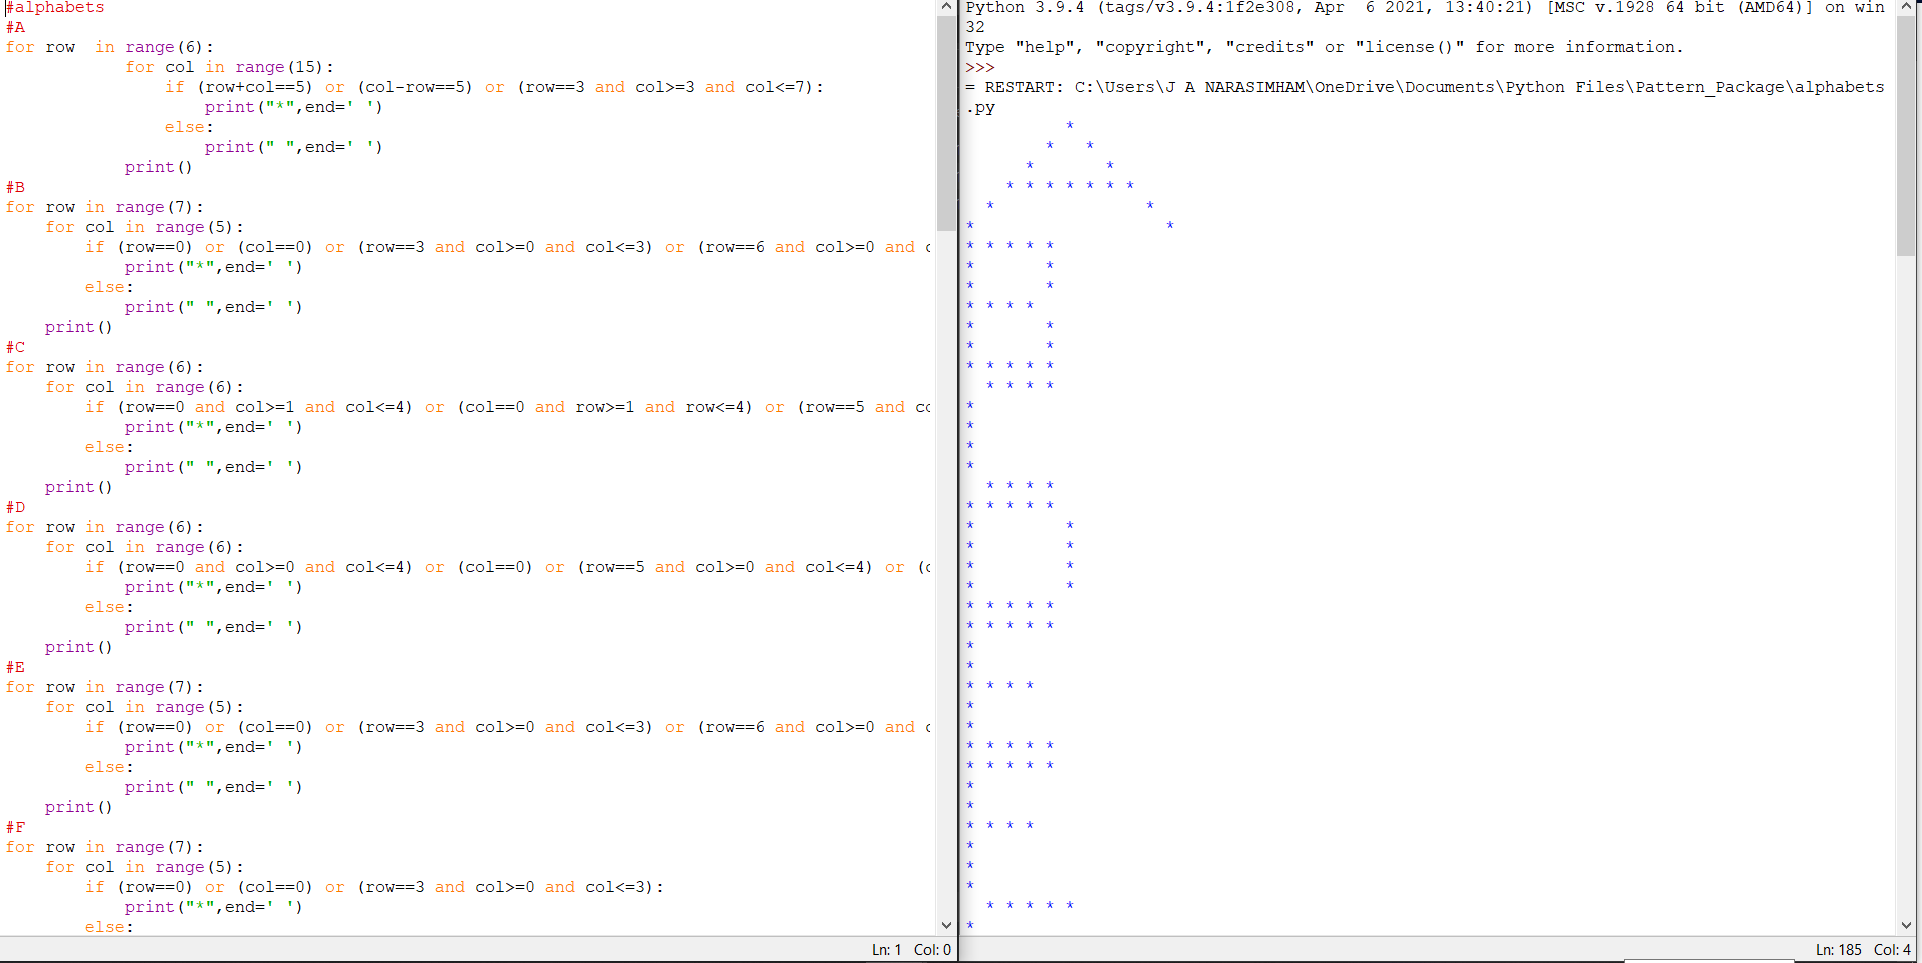 #alphabets
#A
for row  in range(6):
            for col in range(15):
                if (row+col==5) or (col-row==5) or (row==3 and col>=3 and col<=7):
                    print("*",end=' ')
                else:
                    print(" ",end=' ')
            print()
#B
for row in range(7):
    for col in range(5):
        if (row==0) or (col==0) or (row==3 and col>=0 and col<=3) or (row==6 and col>=0 and c
            print("*",end=' ')
        else:
            print(" ",end=' ')
    print()
#C
for row in range(6):
    for col in range(6):
        if (row==0 and col>=1 and col<=4) or (col==0 and row>=1 and row<=4) or (row==5 and co
            print("*",end=' ')
        else:
            print(" ",end=' ')
    print()
#D
for row in range(6):
    for col in range(6):
        if (row==0 and col>=0 and col<=4) or (col==0) or (row==5 and col>=0 and col<=4) or (c
            print("*",end=' ')
        else:
            print(" ",end=' ')
    print()
#E
for row in range(7):
    for col in range(5):
        if (row==0) or (col==0) or (row==3 and col>=0 and col<=3) or (row==6 and col>=0 and c
            print("*",end=' ')
        else:
            print(" ",end=' ')
    print()
#F
for row in range(7):
    for col in range(5):
        if (row==0) or (col==0) or (row==3 and col>=0 and col<=3):
            print("*",end=' ')
        else:
Ln: 1 Col: 0
Python 3.9.4 (tags/v3.9.4:1f2e308, Apr  6 2021, 13:40:21) [MSC v.1928 64 bit (AMD64)] on win
32
Type "help", "copyright", "credits" or "license()" for more information.
>>>
= RESTART: C:\Users\J A NARASIMHAM\OneDrive\Documents\Python Files\Pattern_Package\alphabets
.py
          *
        *   *
      *       *
    * * * * * * *
  *               *
*                   *
* * * * *
*       *
*       *
* * * *
*       *
*       *
* * * * *
  * * * *
*
*
*
*
  * * * *
* * * * *
*         *
*         *
*         *
*         *
* * * * *
* * * * *
*
*
* * * *
*
*
* * * * *
* * * * *
*
*
* * * *
*
*
*
  * * * * *
*
Ln: 185 Col: 4